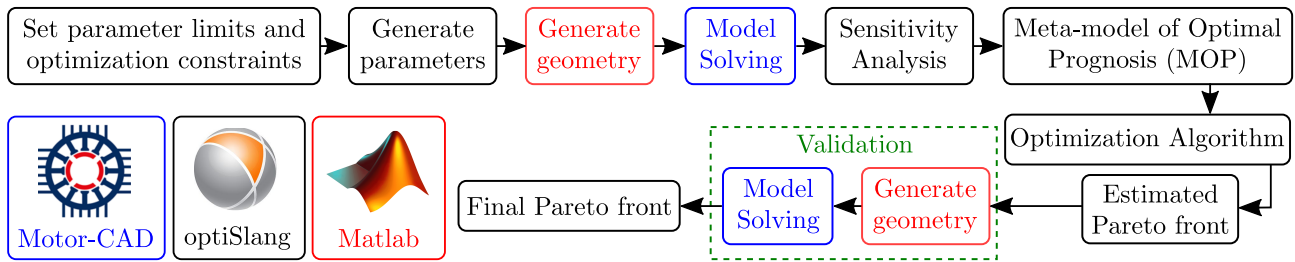 Set parameter limits and
optimization constraints
Generate
parameters
Generate
geometry
Model
Solving
Sensitivity
Analysis
Meta-model of Optimal
Prognosis (MOP)
Optimization Algorithm
Estimated
Pareto front
Validation
Generate
geometry
Model
Solving
Final Pareto front
Motor-CAD
optiSlang
Matlab